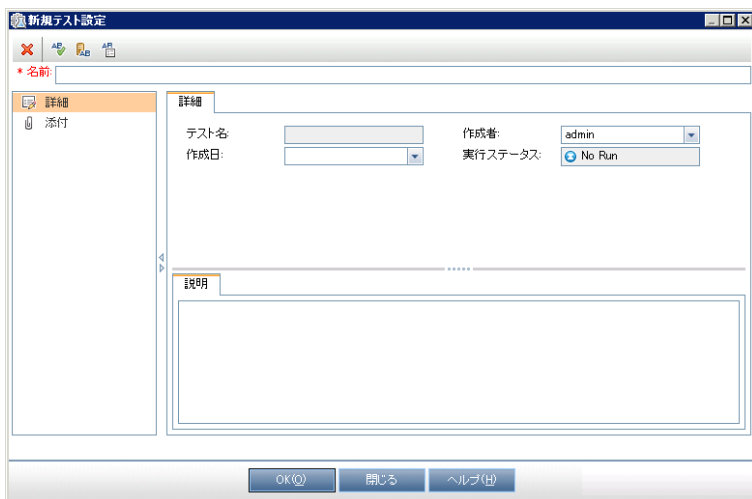 新規テスト設定
* 名前:
詳細
添付
詳細
テスト名:
作成者:
admin
作成日:
実行ステータス:
No Run
説明
OK(O)
閉じる
ヘルプ(H)